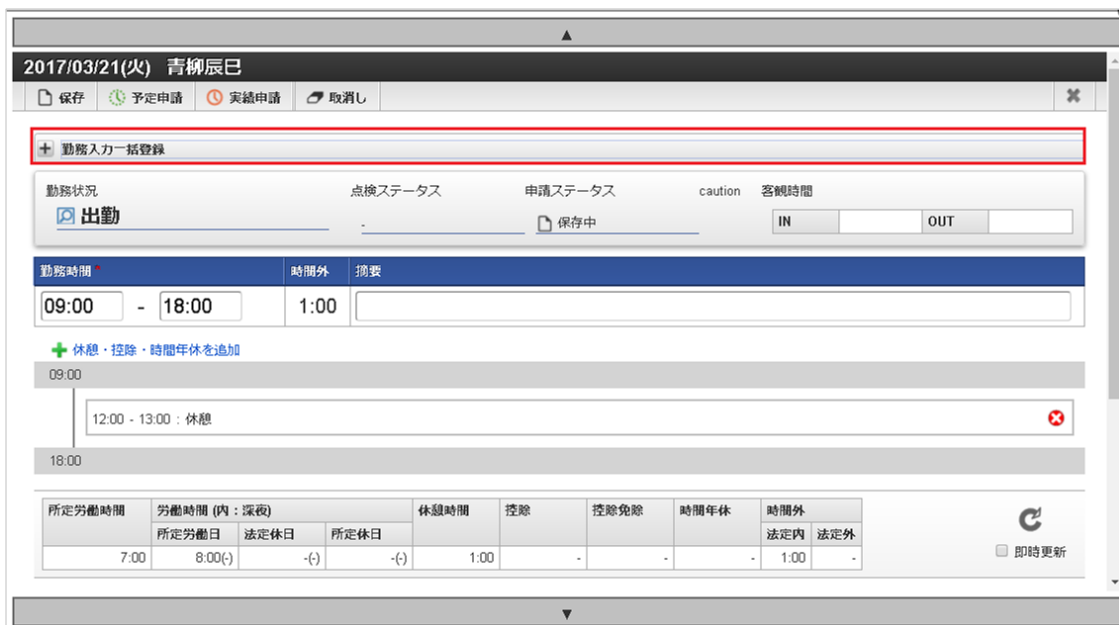 ▲
2017/03/21(火) 青柳辰巳
保存 予定申請 実績申請 取消し
勤務入力一括登録
勤務状況 点検ステータス 申請ステータス caution 客観時間
出勤 - 保存中 IN OUT
勤務時間* 時間外 摘要
09:00 - 18:00 1:00
休憩・控除・時間年休を追加
09:00
12:00 - 13:00 : 休憩
18:00
所定労働時間 労働時間 (内：深夜) 休憩時間 控除 控除免除 時間年休 時間外
所定労働日 法定休日 所定休日 法定内 法定外
7:00 8:00(-) -(-) -(-) 1:00 - - - 1:00 -
即時更新
▼